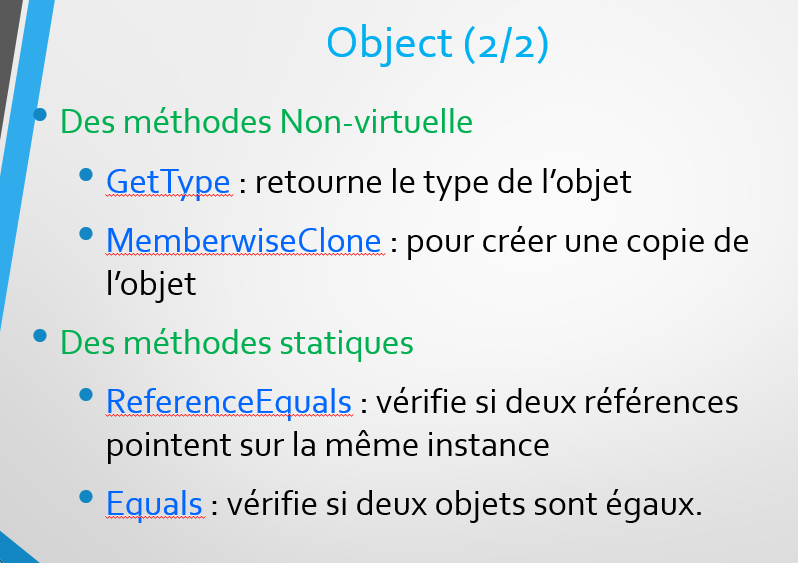 Object (2/2)
Des méthodes Non-virtuelle
GetType : retourne le type de l’objet
MemberwiseClone : pour créer une copie de
l’objet
Des méthodes statiques
ReferenceEquals : vérifie si deux références
pointent sur la même instance
Equals : vérifie si deux objets sont égaux.